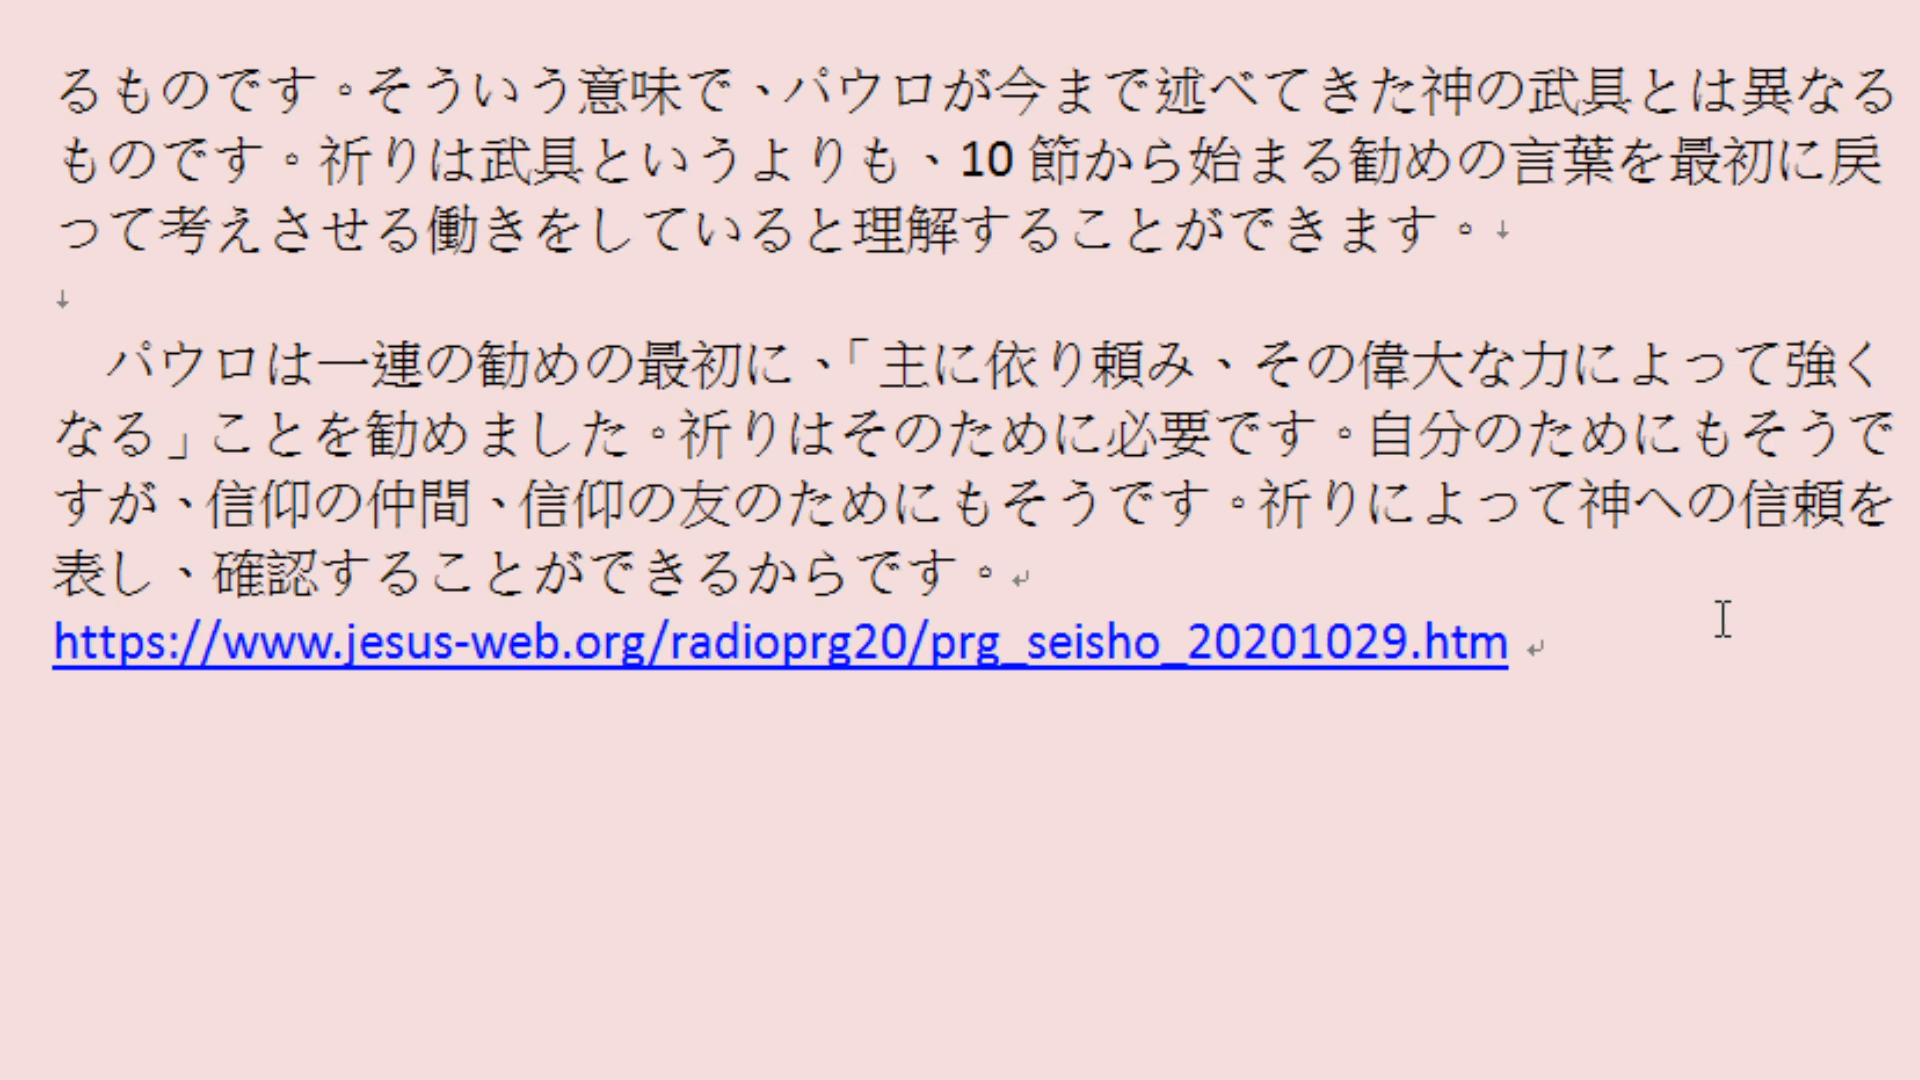 るものです。そういう意味で、パウロが今まで述べてきた神の武具とは異なる
ものです。祈りは武具というよりも、10 節から始まる勧めの言葉を最初に戻
って考えさせる働きをしていると理解することができます。↓
↓
　パウロは一連の勧めの最初に、「主に依り頼み、その偉大な力によって強く
なる」ことを勧めました。祈りはそのために必要です。自分のためにもそうで
すが、信仰の仲間、信仰の友のためにもそうです。祈りによって神への信頼を
表し、確認することができるからです。↵
https://www.jesus-web.org/radioprg20/prg_seisho_20201029.htm ↵